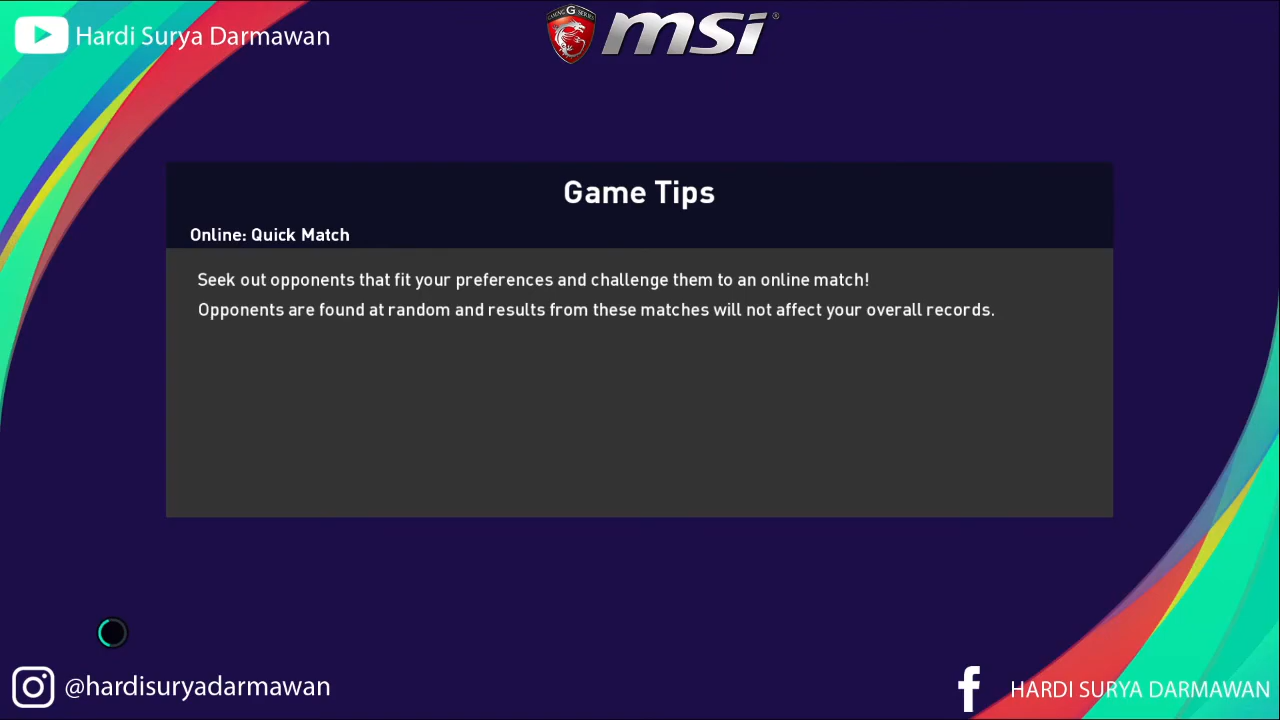 Hardi Surya Darmawan
GAMING G SERIES
msi®
Game Tips
Online: Quick Match
Seek out opponents that fit your preferences and challenge them to an online match!
Opponents are found at random and results from these matches will not affect your overall records.
@hardisuryadarmawan
HARDI SURYA DARMAWAN